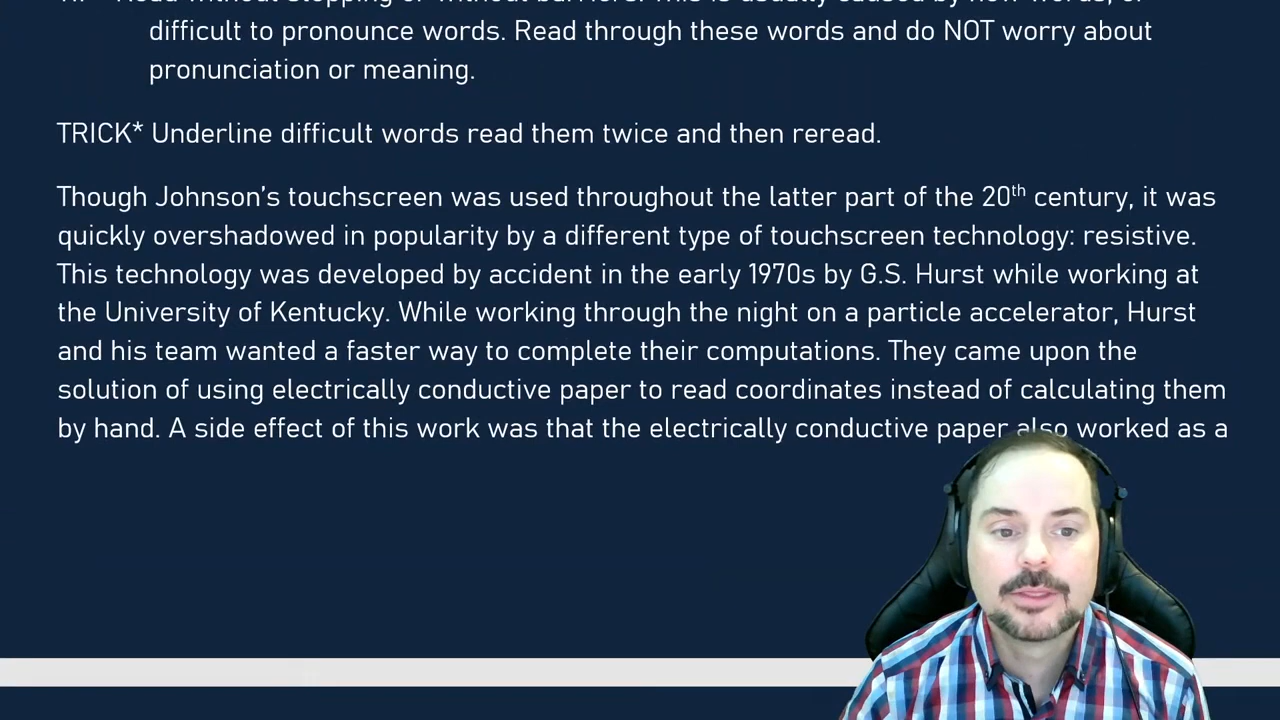 difficult to pronounce words. Read through these words and do NOT worry about
pronunciation or meaning.
TRICK* Underline difficult words read them twice and then reread.
Though Johnson’s touchscreen was used throughout the latter part of the 20th century, it was
quickly overshadowed in popularity by a different type of touchscreen technology: resistive.
This technology was developed by accident in the early 1970s by G.S. Hurst while working at
the University of Kentucky. While working through the night on a particle accelerator, Hurst
and his team wanted a faster way to complete their computations. They came upon the
solution of using electrically conductive paper to read coordinates instead of calculating them
by hand. A side effect of this work was that the electrically conductive paper also worked as a